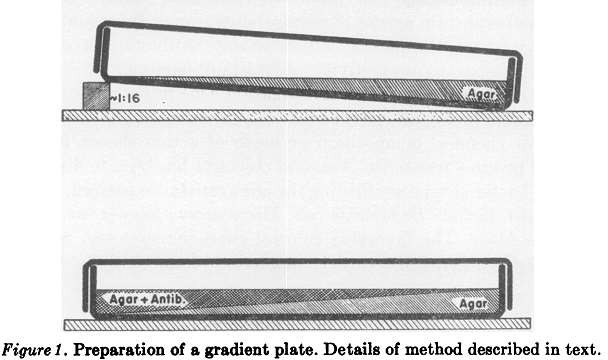 ~1:16
Agar
Agar + Antib.
Agar
Figure 1. Preparation of a gradient plate. Details of method described in text.